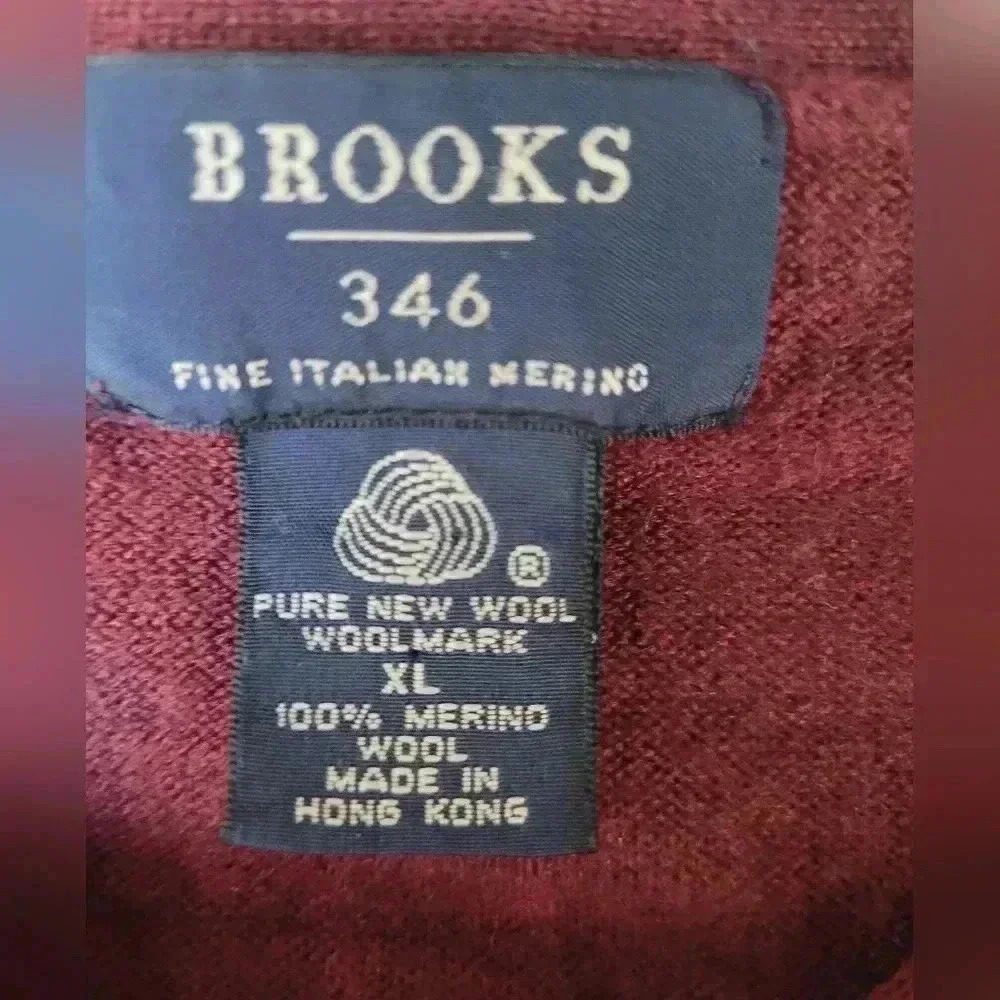 BROOKS
346
FINE ITALIAN MERINO
®
PURE NEW WOOL
WOOLMARK
XL
100% MERINO
WOOL
MADE IN
HONG KONG